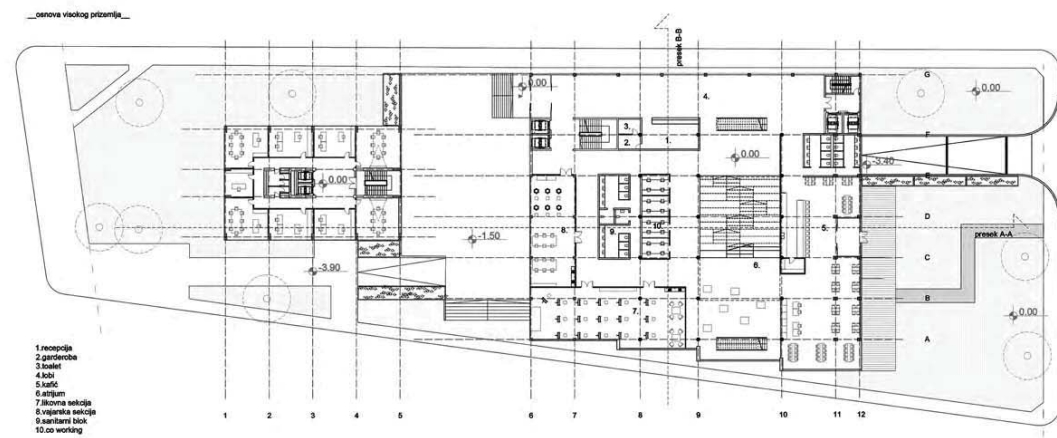 __osnova visokog prizemlja__
presek B-B
0.00
4.
G
0.00
3.
2.
1.
F
0.00
-3.40
0.00
E
D
8.
9.
10.
5.
-1.50
presek A-A
6.
C
-3.90
B
7.
0.00
A
1.recepcija
2.garderoba
3.toalet
4.lobi
5.kafić
6.atrijum
7.likovna sekcija
8.vajarska sekcija
9.sanitarni blok
10.co working
1 2 3 4 5 6 7 8 9 10 11 12